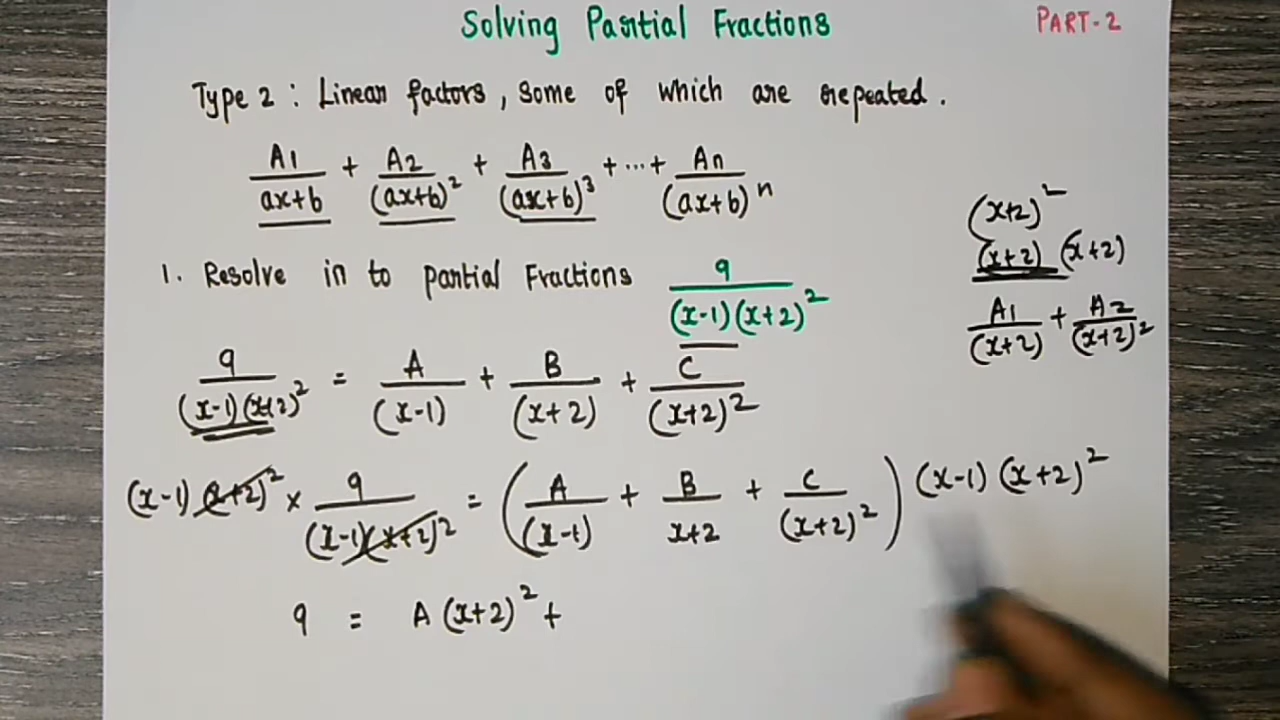 Solving Partial Fractions PART-2
Type 2 : Linear factors, some of which are repeated.
A1/(ax+b) + A2/(ax+b)² + A3/(ax+b)³ + ... + An/(ax+b)ⁿ
(x+2)²
(x+2) (x+2)
A1/(x+2) + A2/(x+2)²
1. Resolve in to partial Fractions 9/((x-1)(x+2)²)
9/((x-1)(x+2)²) = A/(x-1) + B/(x+2) + C/(x+2)²
(x-1)(x+2)² × 9/((x-1)(x+2)²) = (A/(x-1) + B/(x+2) + C/(x+2)²) (x-1)(x+2)²
9 = A(x+2)² +